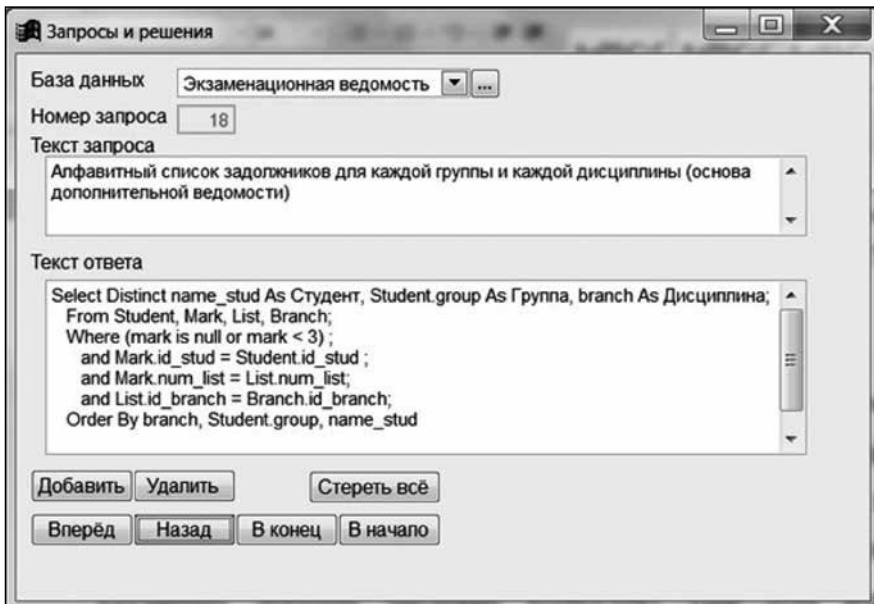 Запросы и решения
База данных Экзаменационная ведомость ...
Номер запроса 18
Текст запроса
Алфавитный список задолжников для каждой группы и каждой дисциплины (основа
дополнительной ведомости)
Текст ответа
Select Distinct name_stud As Студент, Student.group As Группа, branch As Дисциплина;
From Student, Mark, List, Branch;
Where (mark is null or mark < 3) ;
and Mark.id_stud = Student.id_stud ;
and Mark.num_list = List.num_list;
and List.id_branch = Branch.id_branch;
Order By branch, Student.group, name_stud
Добавить Удалить Стереть всё
Вперёд Назад В конец В начало